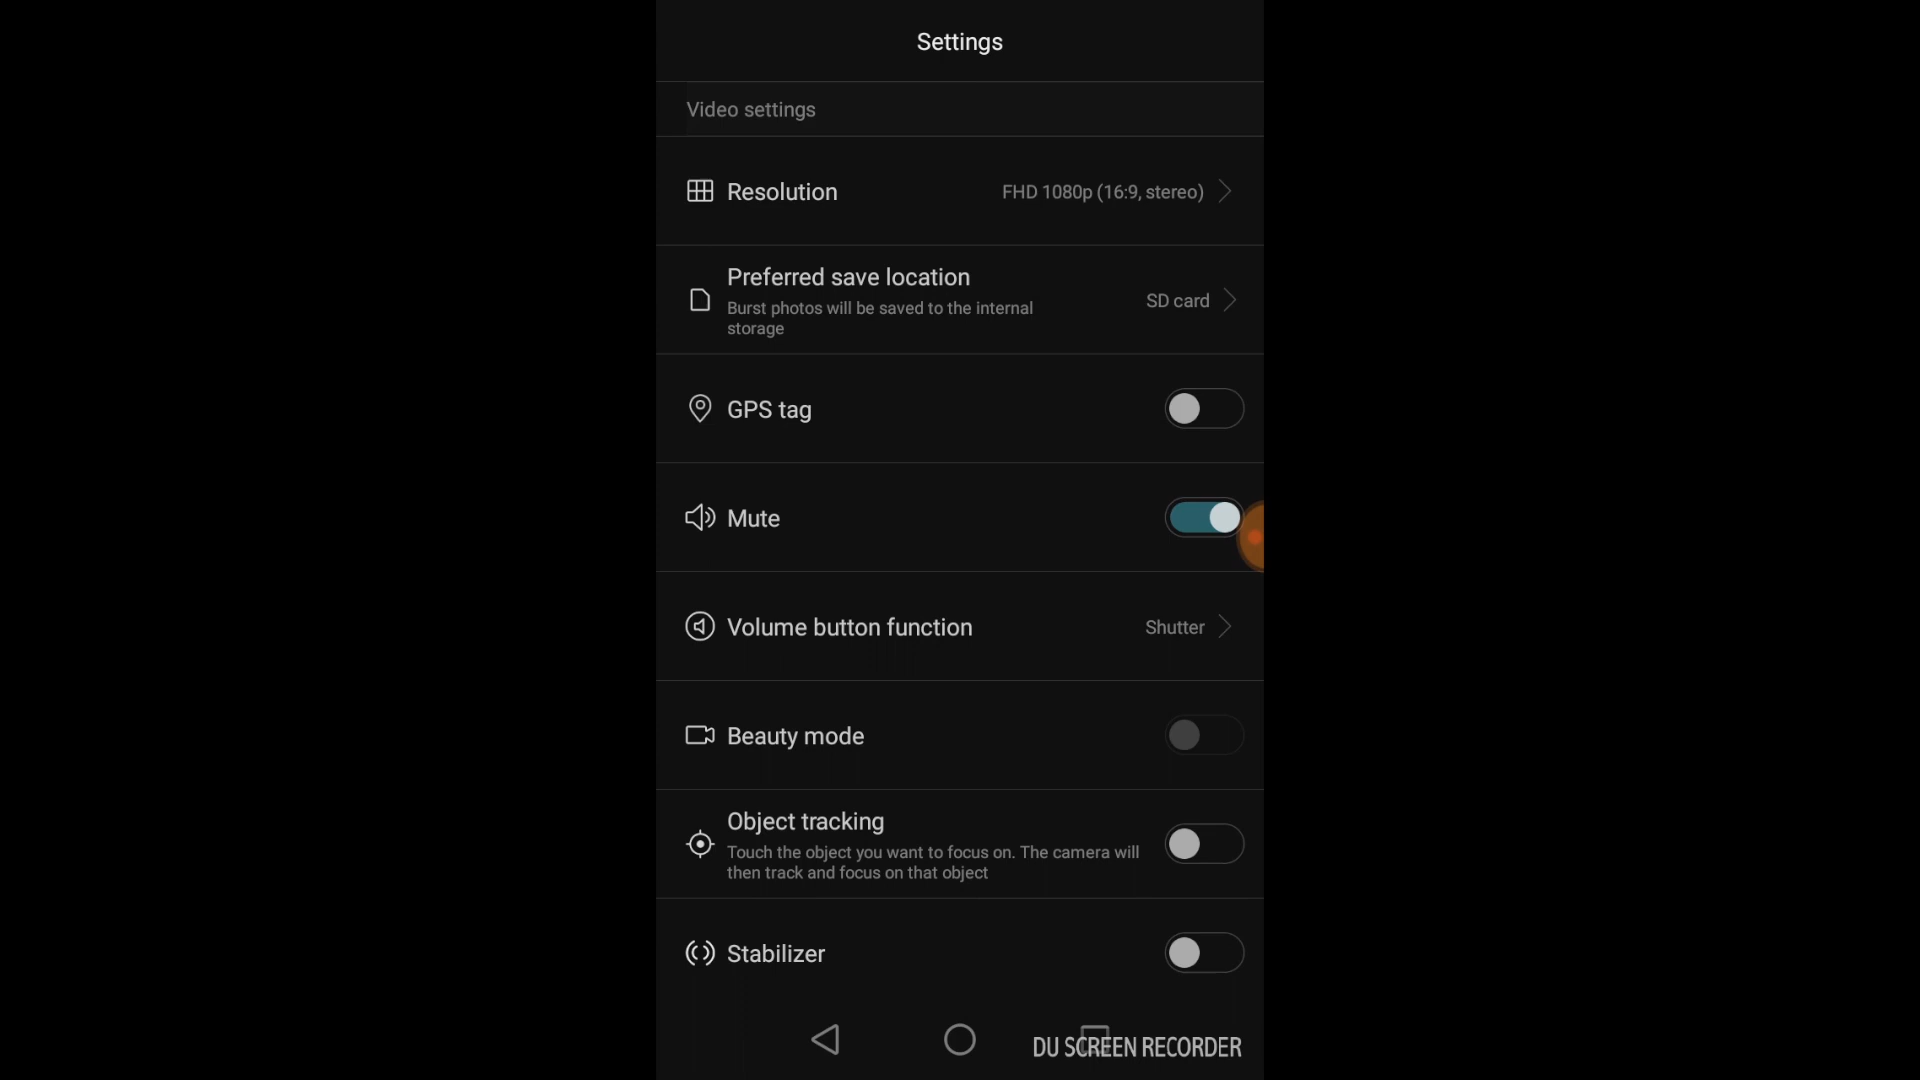 Settings
Video settings
Resolution FHD 1080p (16:9, stereo)
Preferred save location
Burst photos will be saved to the internal
storage
SD card
GPS tag
Mute
Volume button function Shutter
Beauty mode
Object tracking
Touch the object you want to focus on. The camera will
then track and focus on that object
Stabilizer
DU SCREEN RECORDER